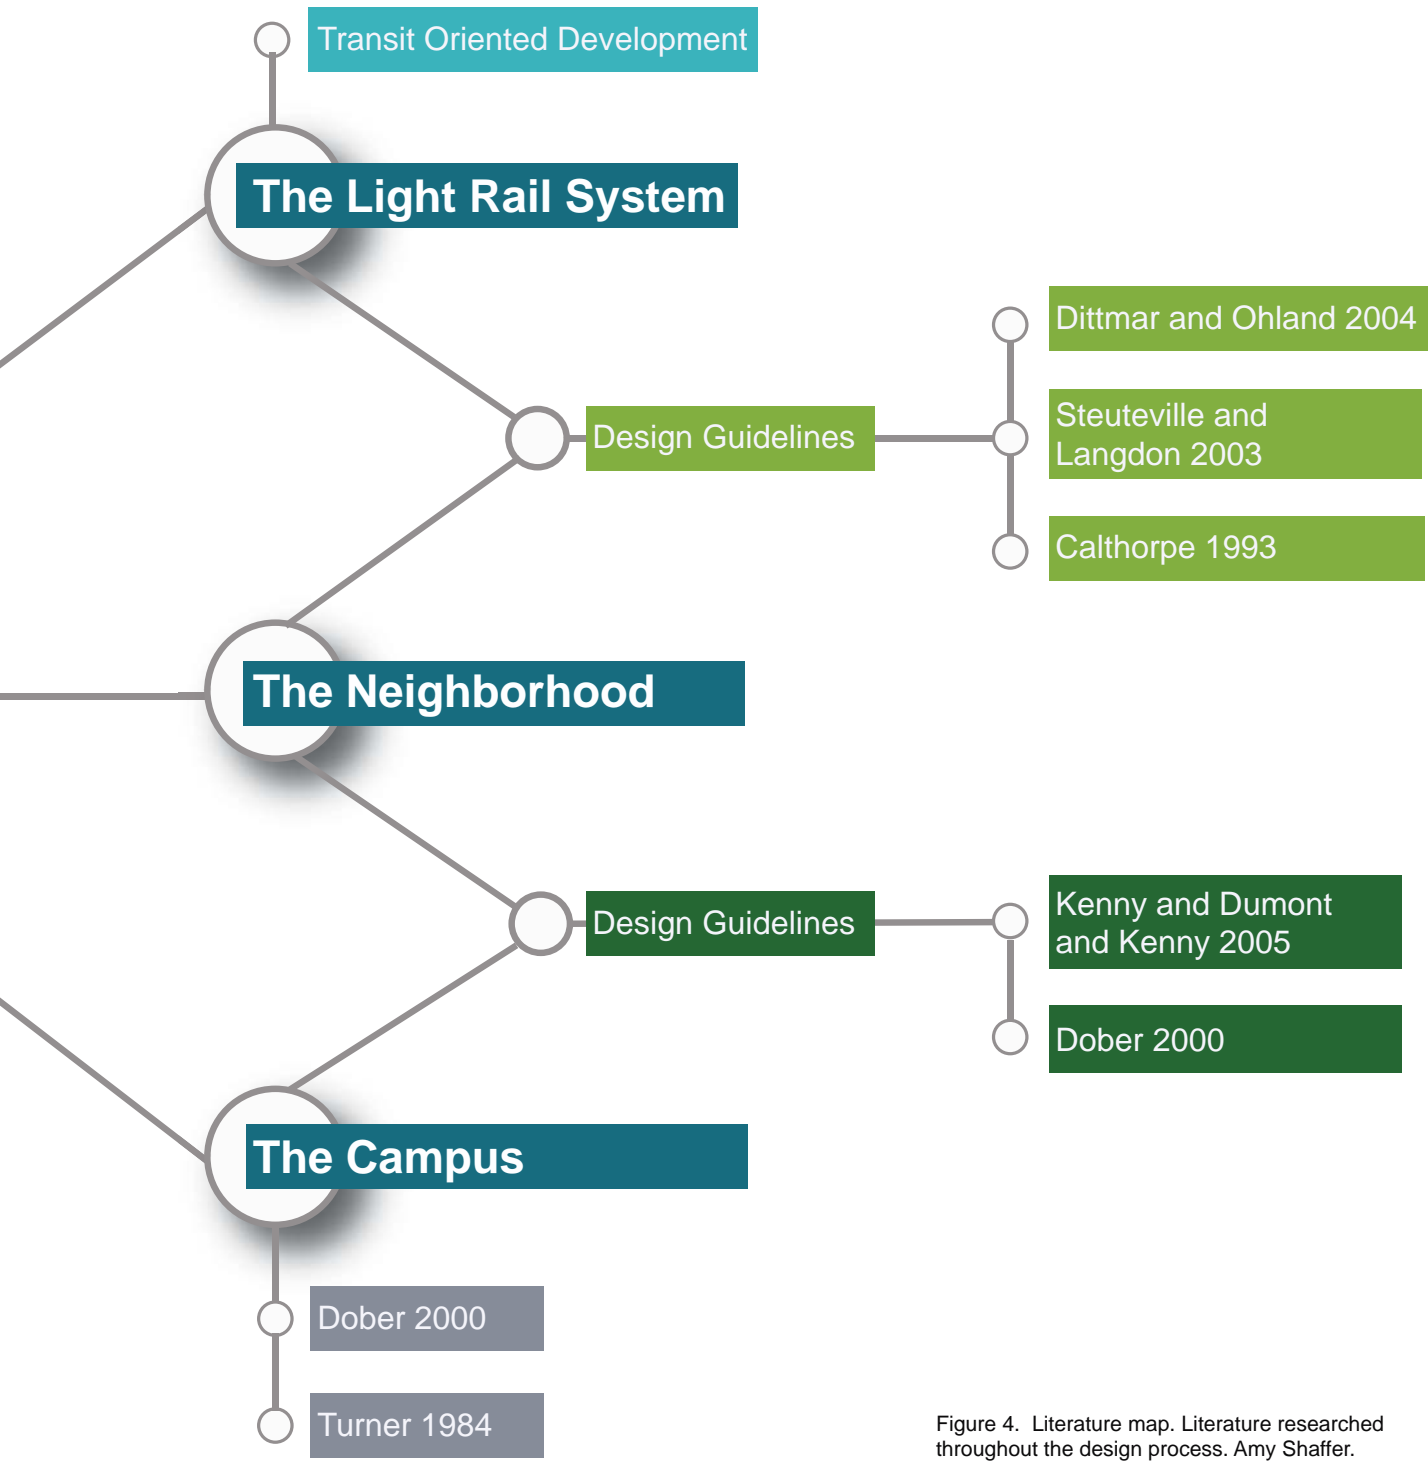 Transit Oriented Development
The Light Rail System
Dittmar and Ohland 2004
Steuteville and
Langdon 2003
Design Guidelines
Calthorpe 1993
The Neighborhood
Kenny and Dumont
and Kenny 2005
Design Guidelines
Dober 2000
The Campus
Dober 2000
Turner 1984
Figure 4.  Literature map. Literature researched
throughout the design process. Amy Shaffer.